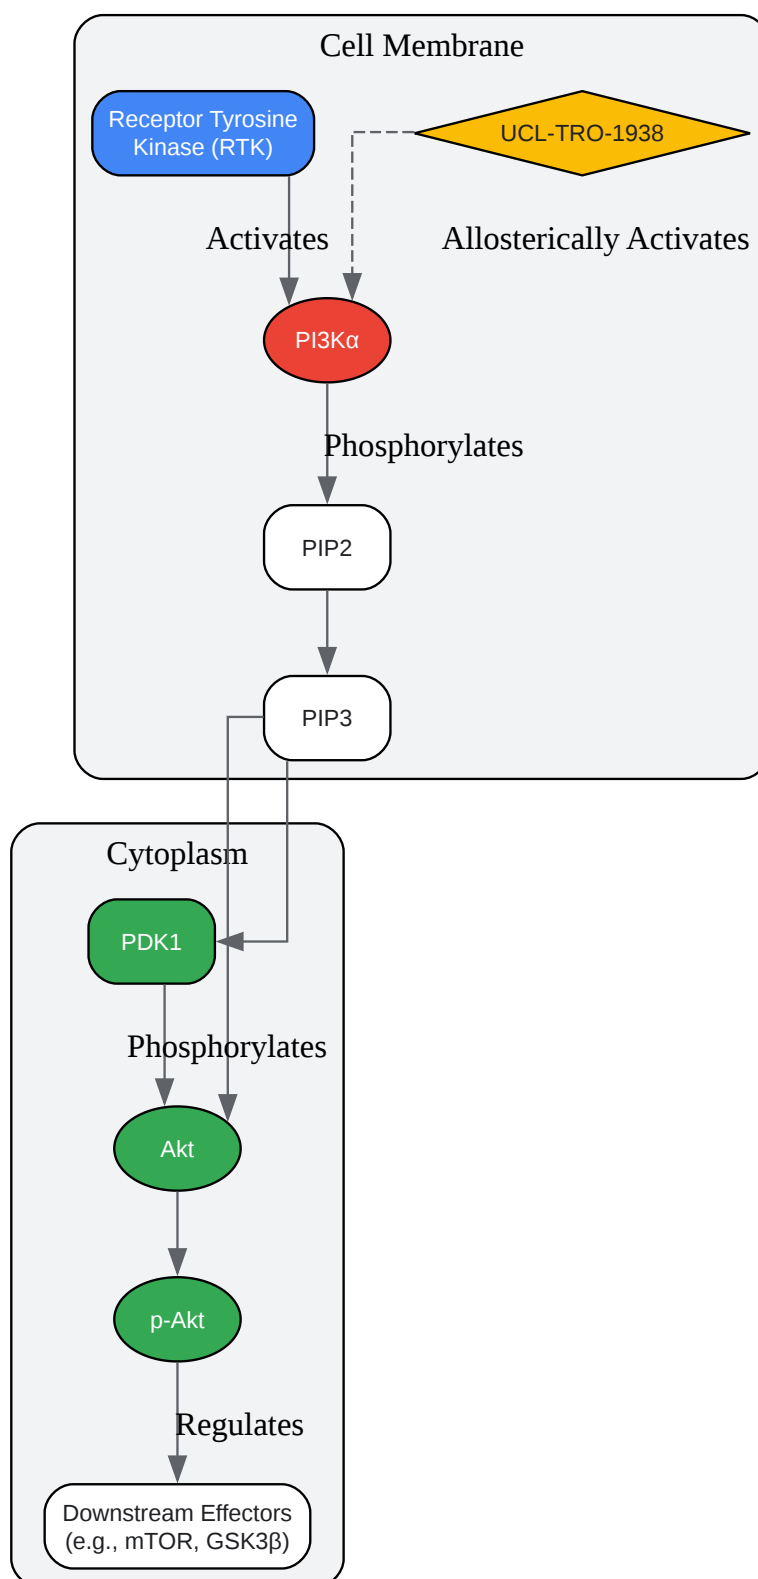 Cell Membrane
Receptor Tyrosine
Kinase (RTK)
UCL-TRO-1938
Activates
Allosterically Activates
PI3Kα
Phosphorylates
PIP2
PIP3
Cytoplasm
PDK1
Phosphorylates
Akt
p-Akt
Regulates
Downstream Effectors
(e.g., mTOR, GSK3β)